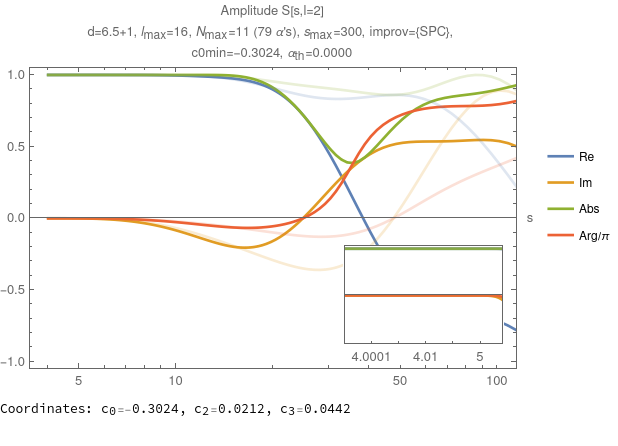 Amplitude S[s,l=2]
d=6.5+1, lmax=16, Nmax=11 (79 α's), smax=300, improv={SPC},
c0min=-0.3024, αth=0.0000
1.0
0.5
0.0
-0.5
-1.0
5
10
50
100
s
4.0001
4.01
5
Re
Im
Abs
Arg/π
Coordinates: c0=-0.3024, c2=0.0212, c3=0.0442